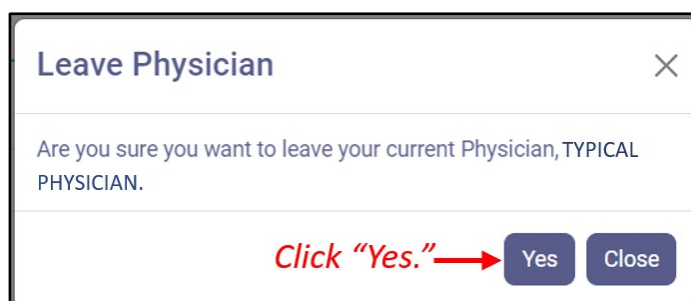 Leave Physician
Are you sure you want to leave your current Physician, TYPICAL
PHYSICIAN.
Click “Yes.” Yes Close